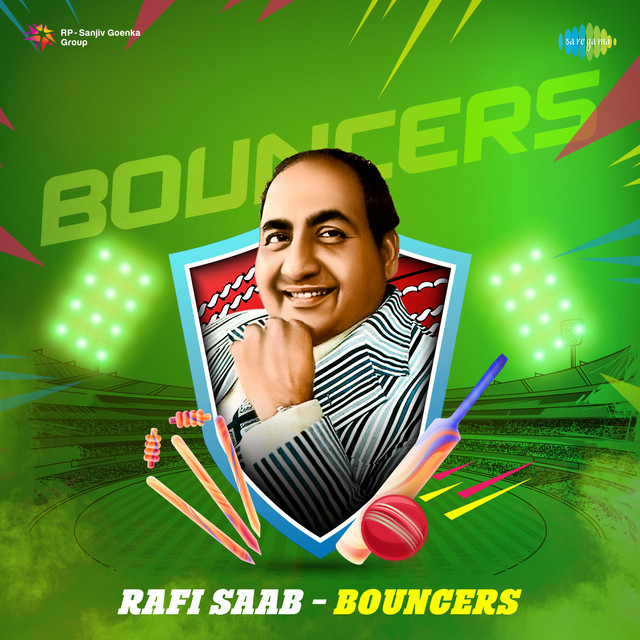 RP-Sanjiv Goenka
Group
saregama
BOUNCERS
RAFI SAAB - BOUNCERS